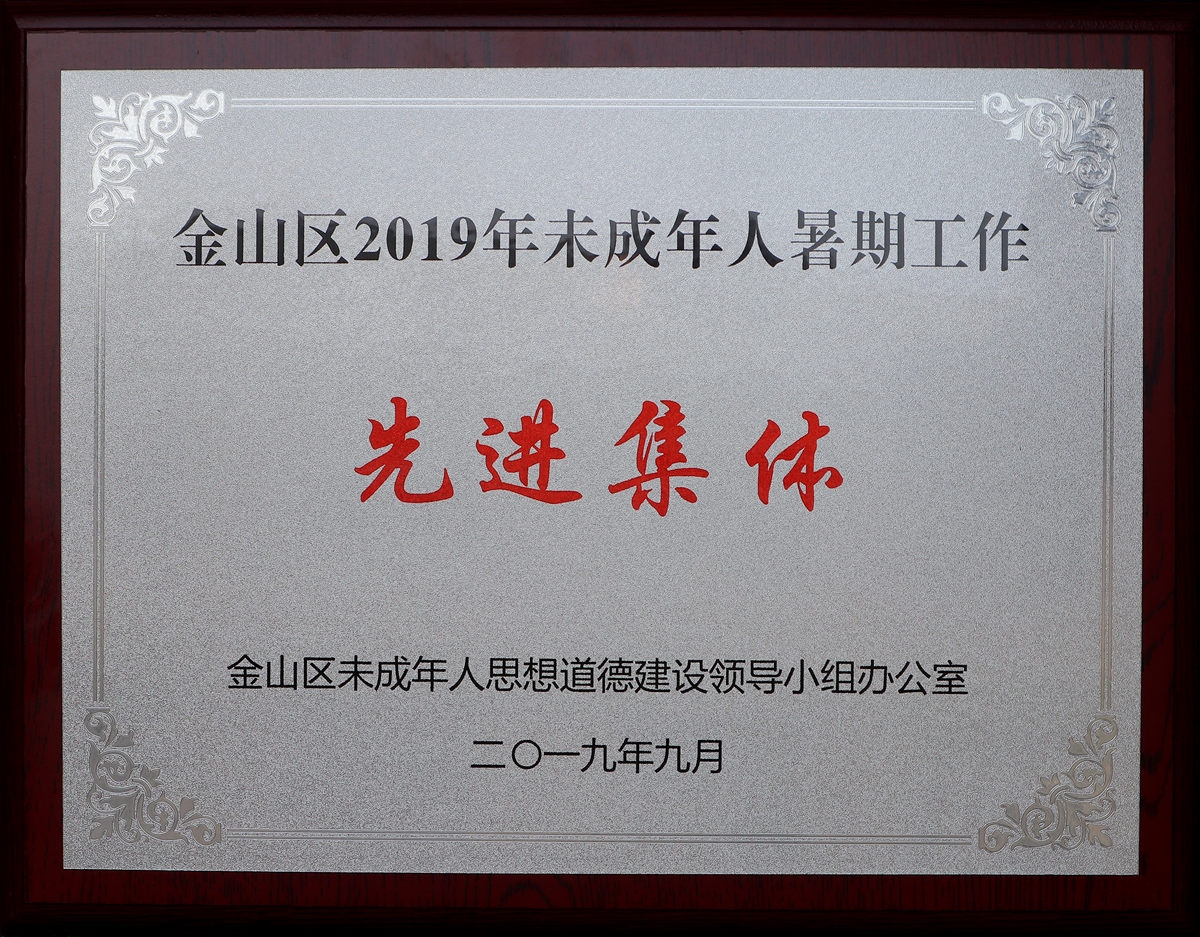 金山区2019年未成年人暑期工作
先进集体
金山区未成年人思想道德建设领导小组办公室
二〇一九年九月